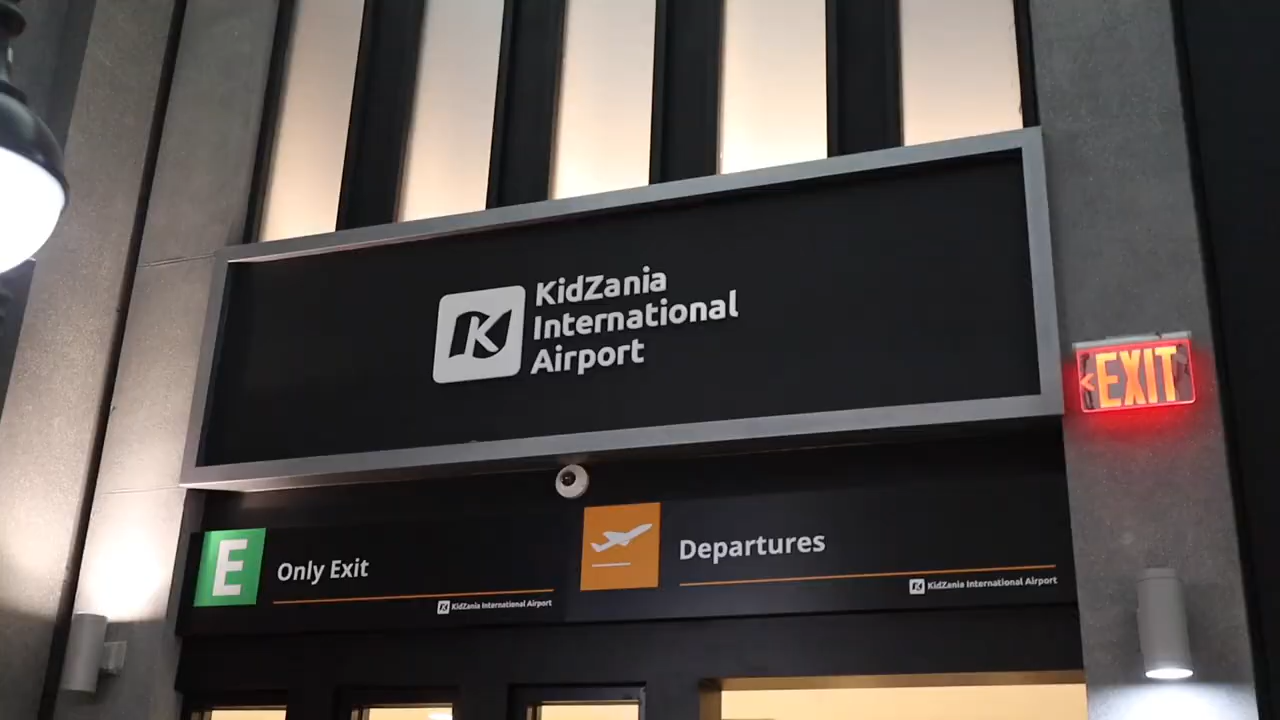 K
KidZania
International
Airport
<EXIT
E
Only Exit
KidZania International Airport
Departures
KidZania International Airport